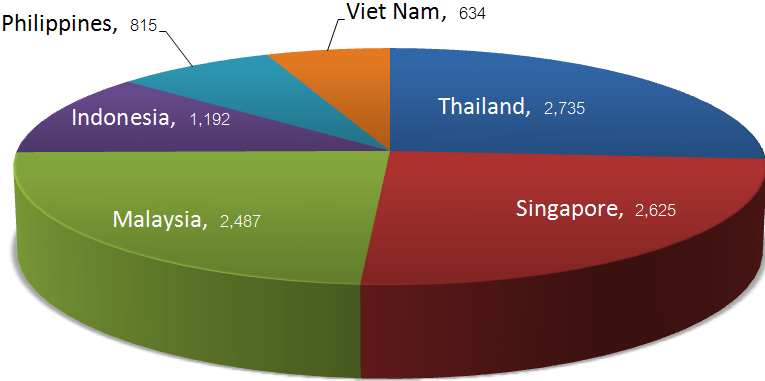 Viet Nam, 634
Philippines, 815
Thailand, 2,735
Indonesia, 1,192
Singapore, 2,625
Malaysia, 2,487